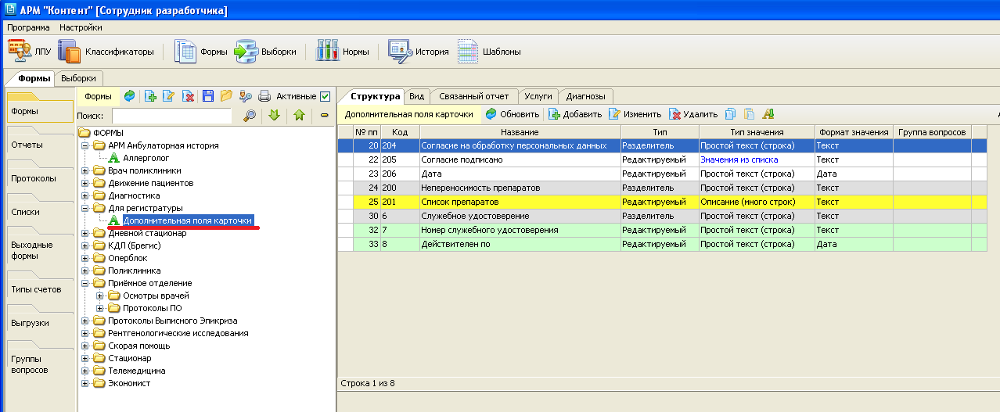 АРМ "Контент" [Сотрудник разработчика]
Программа Настройки
ЛПУ Классификаторы Формы Выборки Нормы История Шаблоны
Формы Выборки
Формы
Отчеты
Протоколы
Списки
Выходные
формы
Типы счетов
Выгрузки
Группы
вопросов
Формы Активные
Поиск:
ФОРМЫ
АРМ Амбулаторная история
Аллерголог
Врач поликлиники
Движение пациентов
Диагностика
Для регистратуры
Дополнительная поля карточки
Дневной стационар
КДЛ (Брегис)
Оперблок
Поликлиника
Приёмное отделение
Осмотры врачей
Протоколы ПО
Протоколы Выписного Эпикриза
Рентгенологические исследования
Скорая помощь
Стационар
Телемедицина
Экономист
Структура Вид Связанный отчет Услуги Диагнозы
Дополнительная поля карточки Обновить Добавить Изменить Удалить
№ пп Код Название Тип Тип значения Формат значения Группа вопросов
20 204 Согласие на обработку персональных данных Разделитель Простой текст (строка) Текст
22 205 Согласие подписано Редактируемый Значения из списка Текст
23 206 Дата Редактируемый Простой текст (строка) Дата
24 200 Непереносимость препаратов Разделитель Простой текст (строка) Текст
25 201 Список препаратов Редактируемый Описание (много строк) Текст
30 6 Служебное удостоверение Разделитель Простой текст (строка) Текст
32 7 Номер служебного удостоверения Редактируемый Простой текст (строка) Текст
33 8 Действителен по Редактируемый Простой текст (строка) Дата
Строка 1 из 8